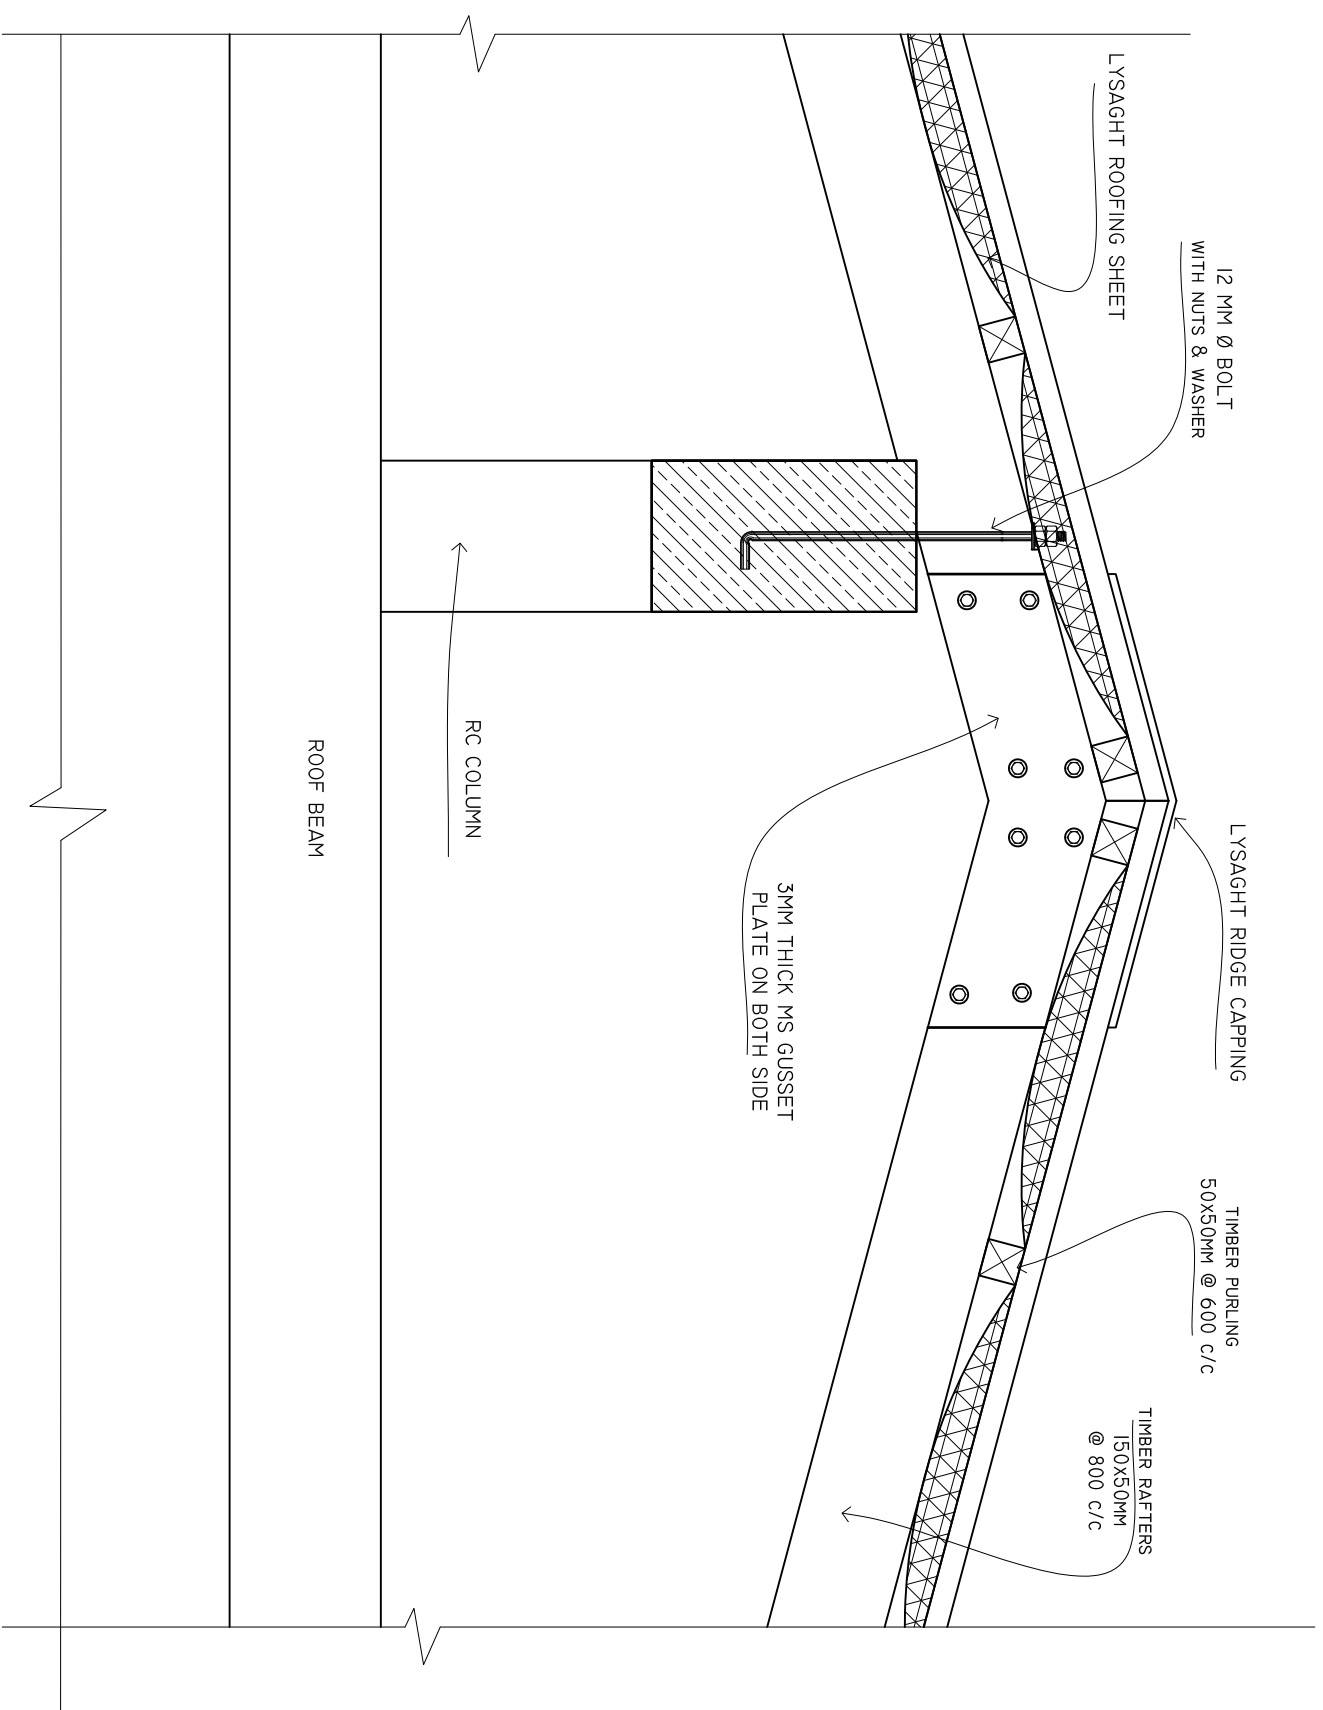 LYSAGHT ROOFING SHEET
12 MM Ø BOLT
WITH NUTS & WASHER
LYSAGHT RIDGE CAPPING
TIMBER PURLING
50x50MM @ 600 C/C
TIMBER RAFTERS
150x50MM
@ 800 C/C
3MM THICK MS GUSSET
PLATE ON BOTH SIDE
RC COLUMN
ROOF BEAM